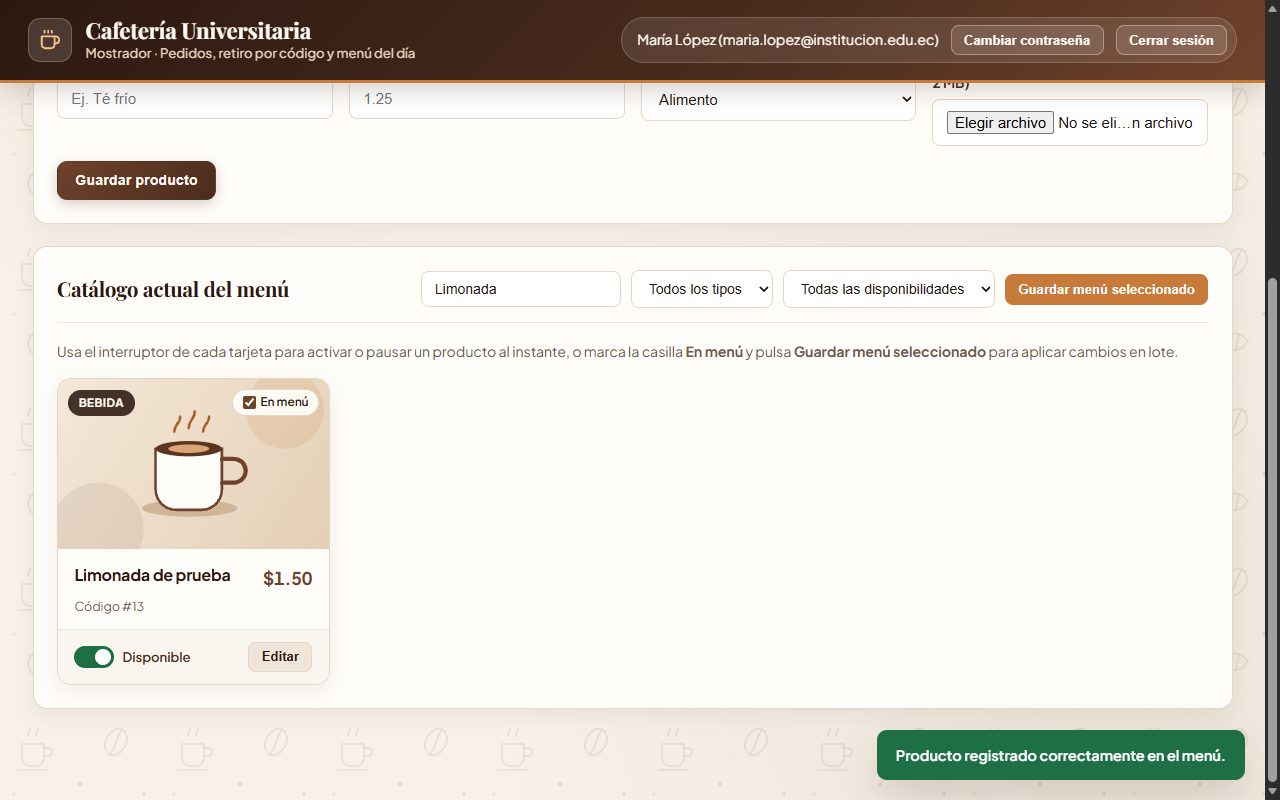 Cafetería Universitaria
Mostrador · Pedidos, retiro por código y menú del día
María López (maria.lopez@institucion.edu.ec)
Cambiar contraseña
Cerrar sesión
2 MB)
Ej. Té frío
1.25
Alimento
Elegir archivo No se eli...n archivo
Guardar producto
Catálogo actual del menú
Limonada
Todos los tipos
Todas las disponibilidades
Guardar menú seleccionado
Usa el interruptor de cada tarjeta para activar o pausar un producto al instante, o marca la casilla En menú y pulsa Guardar menú seleccionado para aplicar cambios en lote.
BEBIDA
En menú
Limonada de prueba
$1.50
Código #13
Disponible
Editar
Producto registrado correctamente en el menú.